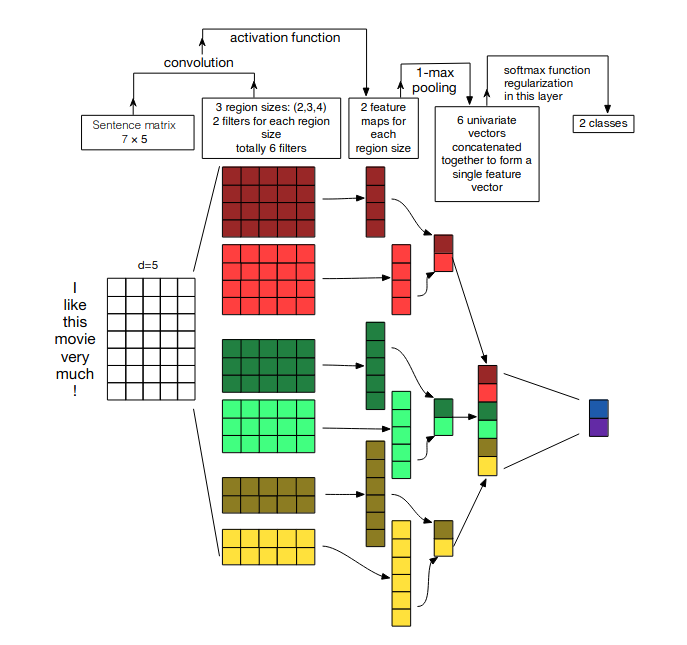 activation function
convolution
1-max
pooling
softmax function
regularization
in this layer
Sentence matrix
7 × 5
3 region sizes: (2,3,4)
2 filters for each region
size
totally 6 filters
2 feature
maps for
each
region size
6 univariate
vectors
concatenated
together to form a
single feature
vector
2 classes
d=5
I
like
this
movie
very
much
!